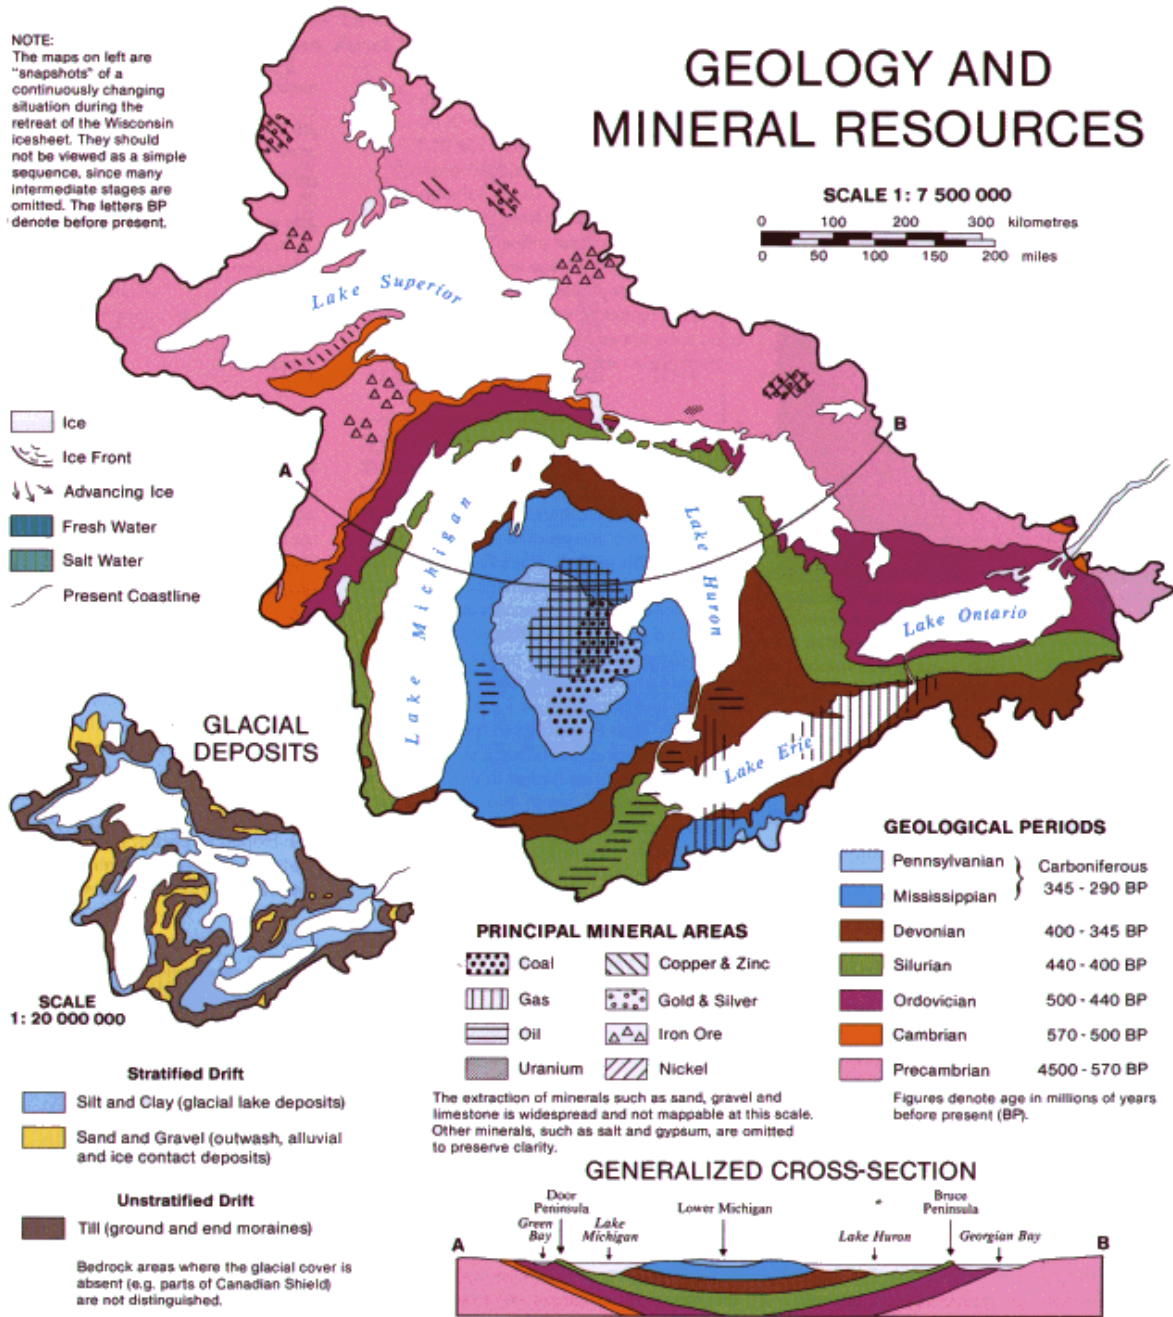 NOTE:
The maps on left are
"snapshots" of a
continuously changing
situation during the
retreat of the Wisconsin
icesheet. They should
not be viewed as a simple
sequence, since many
intermediate stages are
omitted. The letters BP
denote before present.
GEOLOGY AND
MINERAL RESOURCES
SCALE 1: 7 500 000
0 100 200 300 kilometres
0 50 100 150 200 miles
Lake Superior
Lake Michigan
Lake Huron
Lake Ontario
Lake Erie
A
B
Ice
Ice Front
Advancing Ice
Fresh Water
Salt Water
Present Coastline
GLACIAL
DEPOSITS
SCALE
1: 20 000 000
Stratified Drift
Silt and Clay (glacial lake deposits)
Sand and Gravel (outwash, alluvial
and ice contact deposits)
Unstratified Drift
Till (ground and end moraines)
Bedrock areas where the glacial cover is
absent (e.g. parts of Canadian Shield)
are not distinguished.
PRINCIPAL MINERAL AREAS
Coal
Gas
Oil
Uranium
Copper & Zinc
Gold & Silver
Iron Ore
Nickel
The extraction of minerals such as sand, gravel and
limestone is widespread and not mappable at this scale.
Other minerals, such as salt and gypsum, are omitted
to preserve clarity.
GEOLOGICAL PERIODS
Pennsylvanian
Mississippian
Carboniferous
345 - 290 BP
Devonian 400 - 345 BP
Silurian 440 - 400 BP
Ordovician 500 - 440 BP
Cambrian 570 - 500 BP
Precambrian 4500 - 570 BP
Figures denote age in millions of years
before present (BP).
GENERALIZED CROSS-SECTION
A
Green
Bay
Door
Peninsula
Lake
Michigan
Lower Michigan
Lake Huron
Bruce
Peninsula
Georgian Bay
B